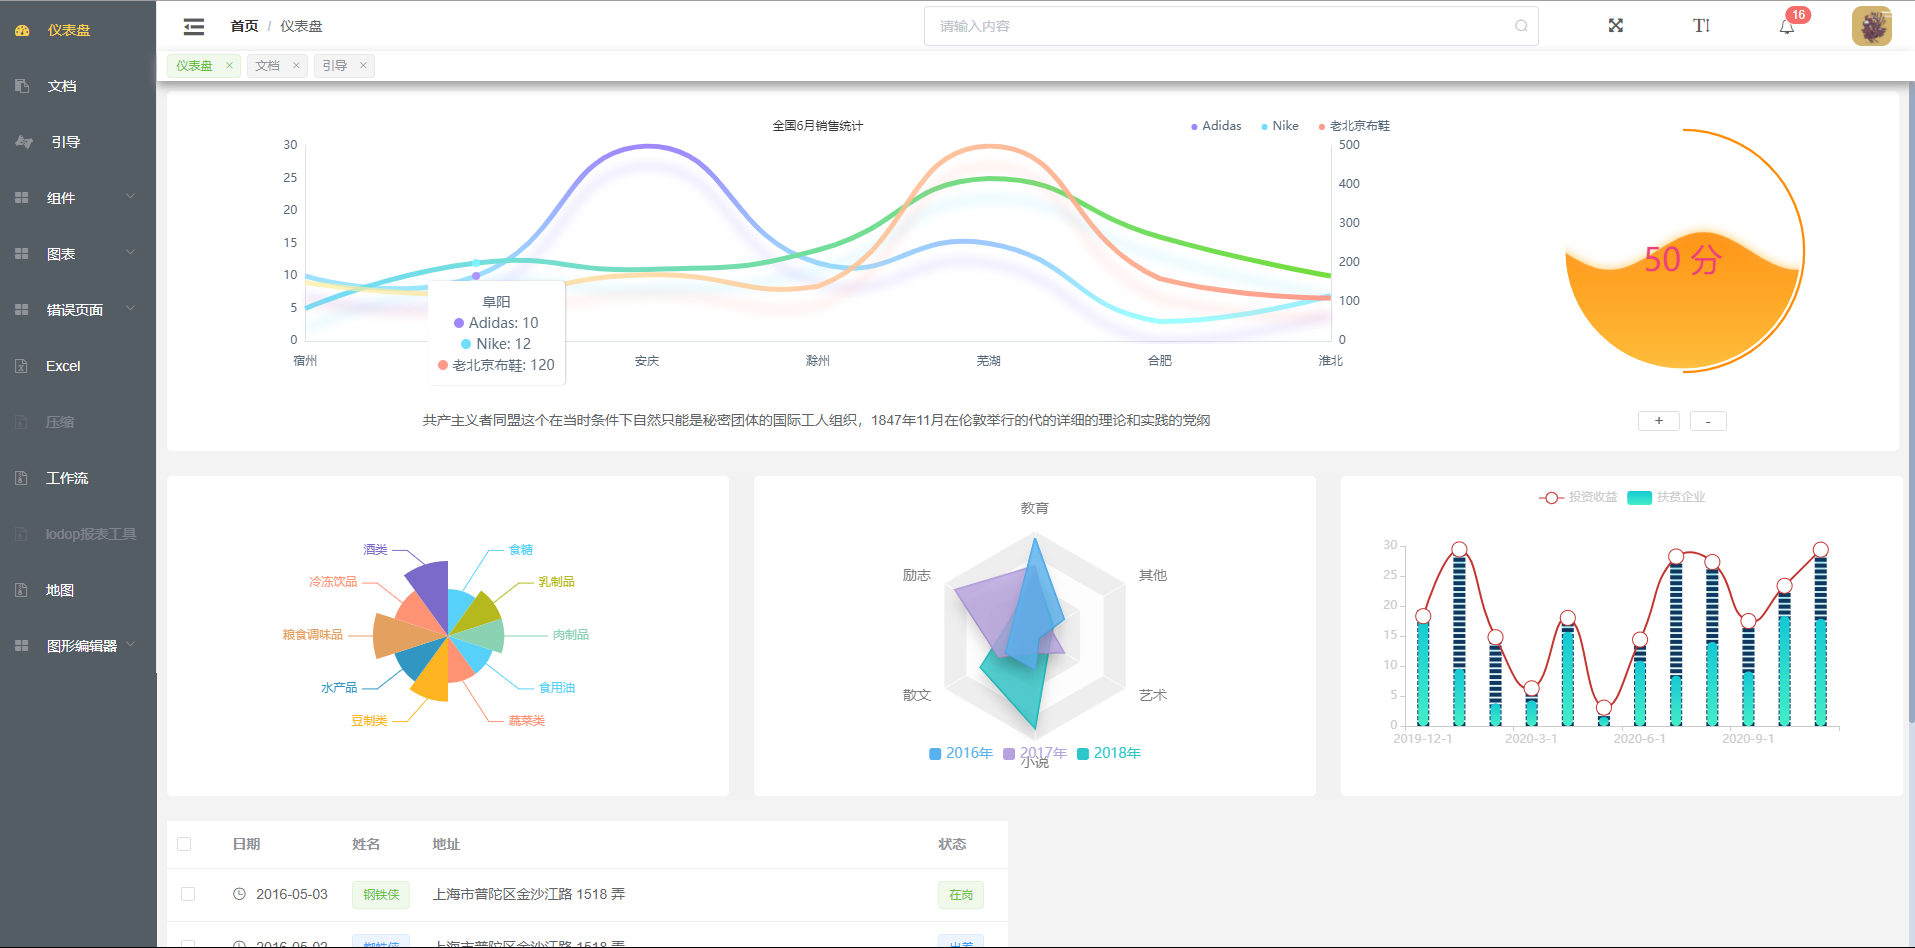 仪表盘
文档
引导
组件
图表
错误页面
Excel
压缩
工作流
lodop报表工具
地图
图形编辑器
首页 / 仪表盘
请输入内容
16
仪表盘 × 文档 × 引导 ×
全国6月销售统计
Adidas Nike 老北京布鞋
30
25
20
15
10
5
0
500
400
300
200
100
0
宿州 安庆 滁州 芜湖 合肥 淮北
阜阳
Adidas: 10
Nike: 12
老北京布鞋: 120
50 分
共产主义者同盟这个在当时条件下自然只能是秘密团体的国际工人组织，1847年11月在伦敦举行的代的详细的理论和实践的党纲
+ -
酒类
食糖
冷冻饮品
乳制品
粮食调味品
肉制品
水产品
食用油
豆制类
蔬菜类
教育
励志
其他
散文
艺术
小说
2016年 2017年 2018年
投资收益 扶贫企业
30
25
20
15
10
5
0
2019-12-1 2020-3-1 2020-6-1 2020-9-1
日期 姓名 地址 状态
2016-05-03 钢铁侠 上海市普陀区金沙江路 1518 弄 在岗
上海市普陀区金沙江路 1518 弄